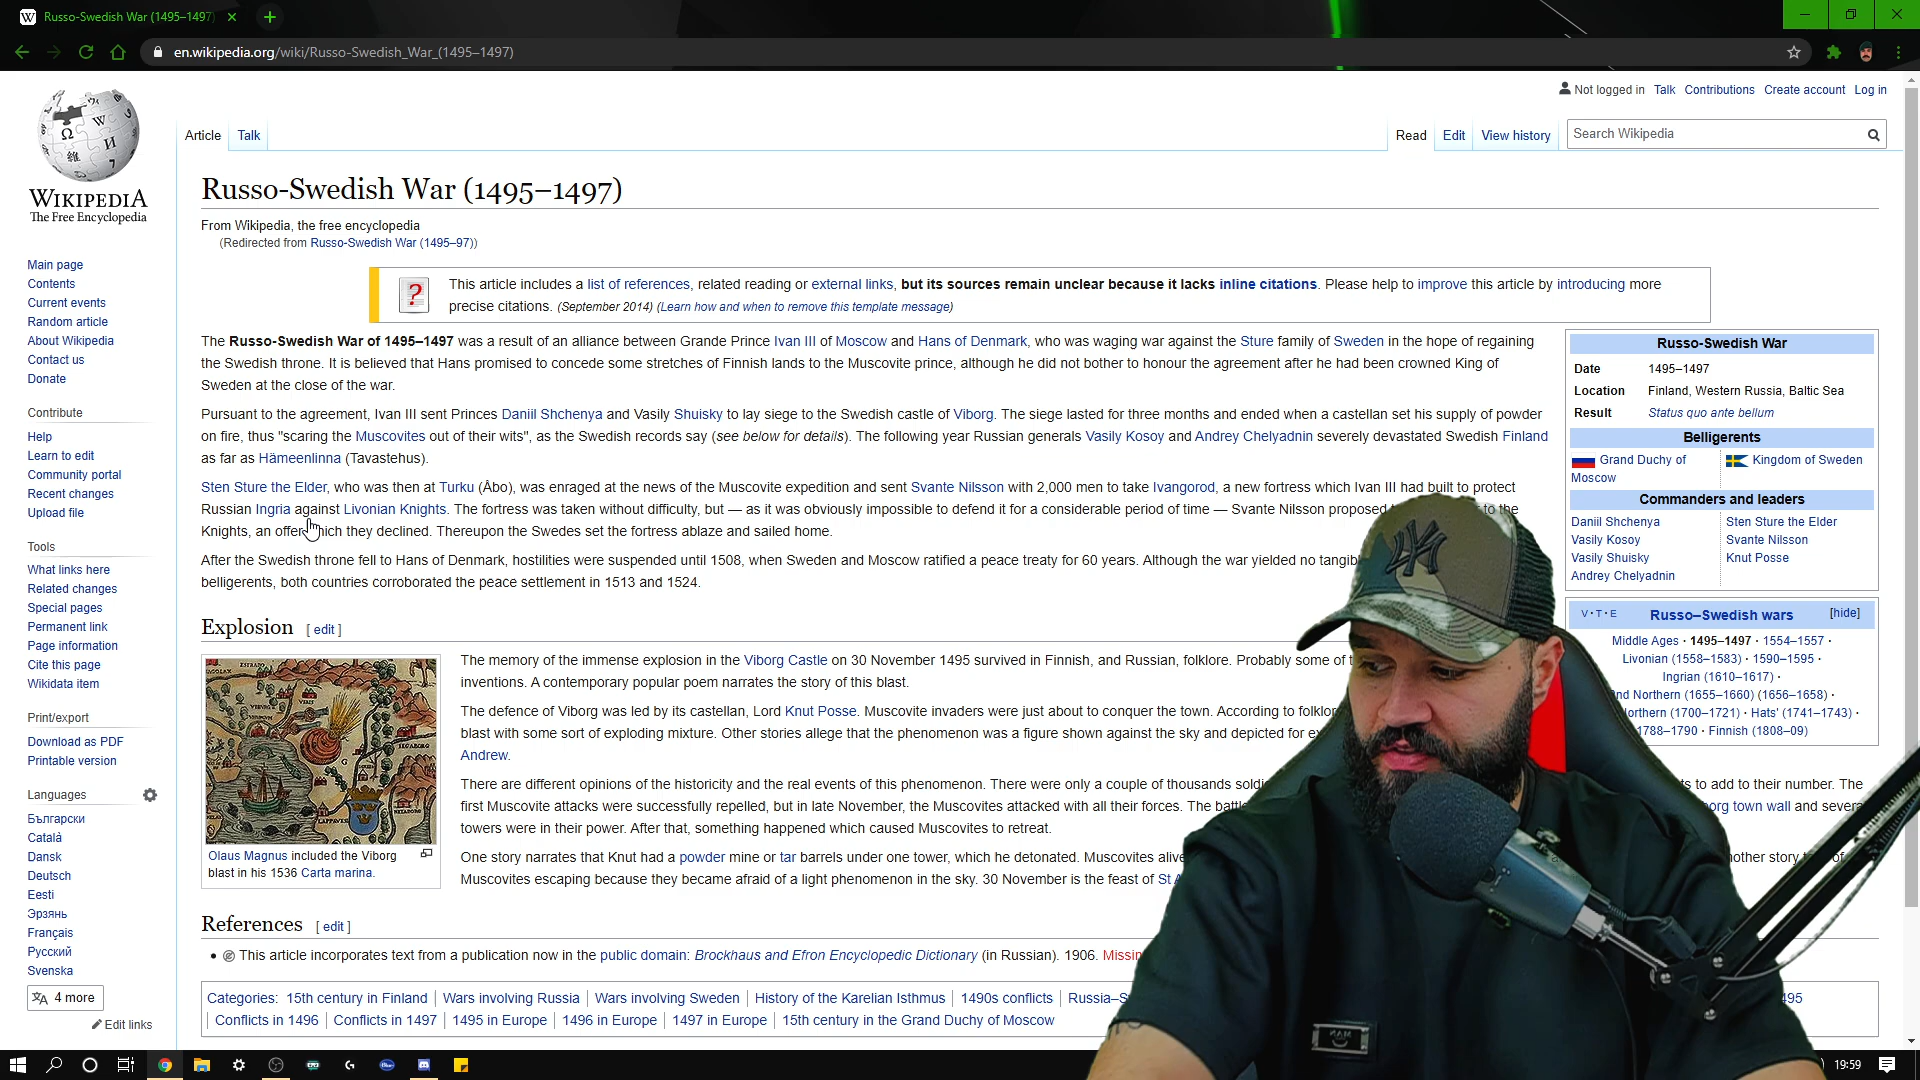 Russo-Swedish War (1495–1497)
en.wikipedia.org/wiki/Russo-Swedish_War_(1495–1497)
Not logged in Talk Contributions Create account Log in
Article Talk
Read Edit View history
Search Wikipedia
WIKIPEDIA
The Free Encyclopedia
Main page
Contents
Current events
Random article
About Wikipedia
Contact us
Donate
Contribute
Help
Learn to edit
Community portal
Recent changes
Upload file
Tools
What links here
Related changes
Special pages
Permanent link
Page information
Cite this page
Wikidata item
Print/export
Download as PDF
Printable version
Languages
Български
Català
Dansk
Deutsch
Eesti
Эрзянь
Français
Русский
Svenska
4 more
Edit links
Russo-Swedish War (1495–1497)
From Wikipedia, the free encyclopedia
(Redirected from Russo-Swedish War (1495–97))
This article includes a list of references, related reading or external links, but its sources remain unclear because it lacks inline citations. Please help to improve this article by introducing more
precise citations. (September 2014) (Learn how and when to remove this template message)
The Russo-Swedish War of 1495–1497 was a result of an alliance between Grande Prince Ivan III of Moscow and Hans of Denmark, who was waging war against the Sture family of Sweden in the hope of regaining
the Swedish throne. It is believed that Hans promised to concede some stretches of Finnish lands to the Muscovite prince, although he did not bother to honour the agreement after he had been crowned King of
Sweden at the close of the war.
Pursuant to the agreement, Ivan III sent Princes Daniil Shchenya and Vasily Shuisky to lay siege to the Swedish castle of Viborg. The siege lasted for three months and ended when a castellan set his supply of powder
on fire, thus "scaring the Muscovites out of their wits", as the Swedish records say (see below for details). The following year Russian generals Vasily Kosoy and Andrey Chelyadnin severely devastated Swedish Finland
as far as Hämeenlinna (Tavastehus).
Sten Sture the Elder, who was then at Turku (Åbo), was enraged at the news of the Muscovite expedition and sent Svante Nilsson with 2,000 men to take Ivangorod, a new fortress which Ivan III had built to protect
Russian Ingria against Livonian Knights. The fortress was taken without difficulty, but — as it was obviously impossible to defend it for a considerable period of time — Svante Nilsson proposed to the
Knights, an offer which they declined. Thereupon the Swedes set the fortress ablaze and sailed home.
After the Swedish throne fell to Hans of Denmark, hostilities were suspended until 1508, when Sweden and Moscow ratified a peace treaty for 60 years. Although the war yielded no
belligerents, both countries corroborated the peace settlement in 1513 and 1524.
Russo-Swedish War
Date 1495–1497
Location Finland, Western Russia, Baltic Sea
Result Status quo ante bellum
Belligerents
Grand Duchy of Moscow
Kingdom of Sweden
Commanders and leaders
Daniil Shchenya
Vasily Kosoy
Vasily Shuisky
Andrey Chelyadnin
Sten Sture the Elder
Svante Nilsson
Knut Posse
V·T·E Russo–Swedish wars [hide]
Middle Ages · 1495–1497 · 1554–1557 ·
Livonian (1558–1583) · 1590–1595 ·
Ingrian (1610–1617) ·
Northern (1655–1660) (1656–1658) ·
(1700–1721) · Hats' (1741–1743) ·
1788–1790 · Finnish (1808–09)
Explosion [ edit ]
Olaus Magnus included the Viborg
blast in his 1536 Carta marina.
The memory of the immense explosion in the Viborg Castle on 30 November 1495 survived in Finnish, and Russian, folklore. Probably some of
inventions. A contemporary popular poem narrates the story of this blast.
The defence of Viborg was led by its castellan, Lord Knut Posse. Muscovite invaders were just about to conquer the town. According to
blast with some sort of exploding mixture. Other stories allege that the phenomenon was a figure shown against the sky and depicted for
Andrew.
There are different opinions of the historicity and the real events of this phenomenon. There were only a couple of thousands to add to their number. The
first Muscovite attacks were successfully repelled, but in late November, the Muscovites attacked with all their forces. The town wall and
towers were in their power. After that, something happened which caused Muscovites to retreat.
One story narrates that Knut had a powder mine or tar barrels under one tower, which he detonated. Muscovites story
Muscovites escaping because they became afraid of a light phenomenon in the sky. 30 November is the feast of St
References [ edit ]
• This article incorporates text from a publication now in the public domain: Brockhaus and Efron Encyclopedic Dictionary (in Russian). 1906.
Categories: 15th century in Finland | Wars involving Russia | Wars involving Sweden | History of the Karelian Isthmus | 1490s conflicts
Conflicts in 1496 | Conflicts in 1497 | 1495 in Europe | 1496 in Europe | 1497 in Europe | 15th century in the Grand Duchy of Moscow
19:59